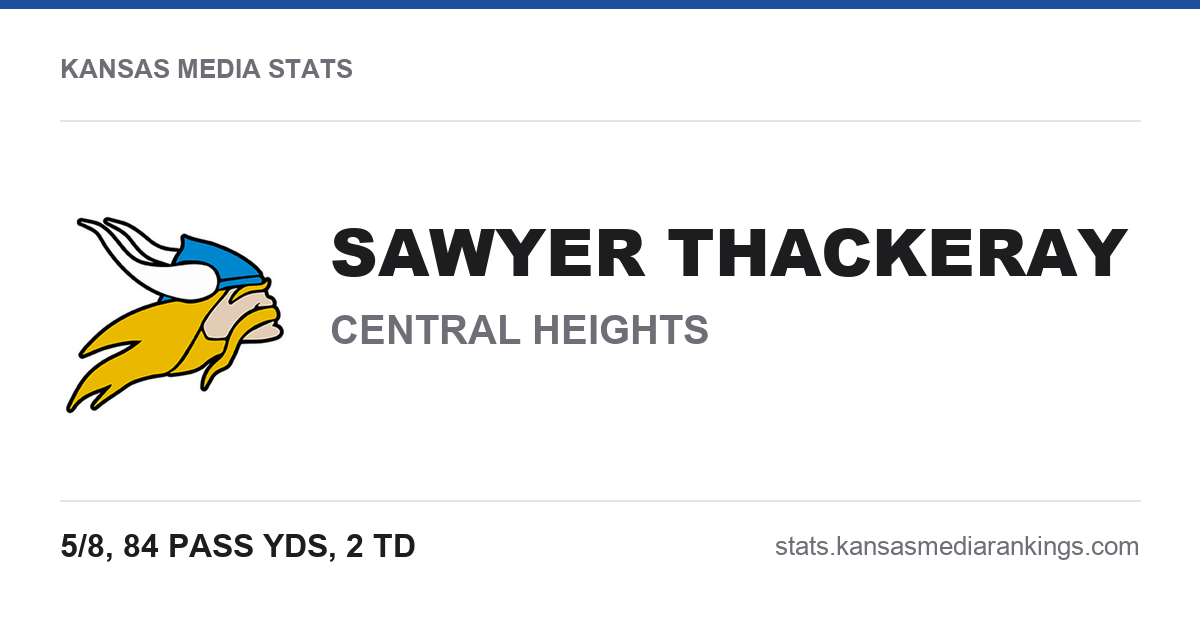 KANSAS MEDIA STATS
SAWYER THACKERAY
CENTRAL HEIGHTS
5/8, 84 PASS YDS, 2 TD
stats.kansasmediarankings.com